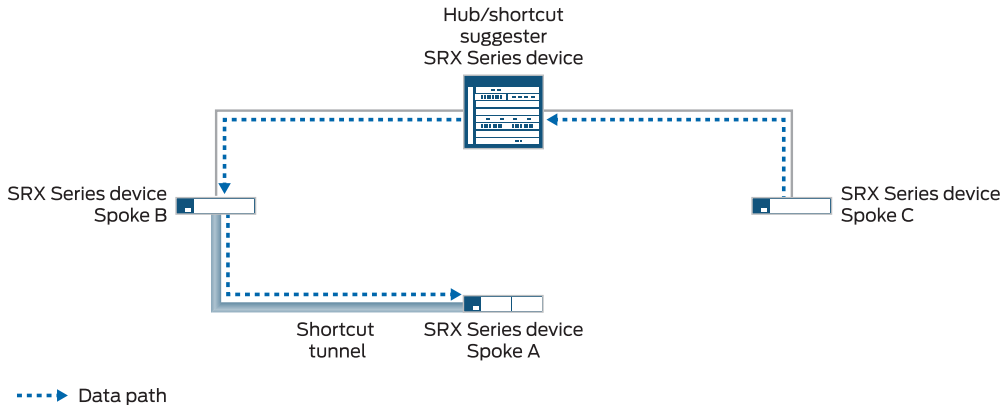 Hub/shortcut
suggester
SRX Series device
SRX Series device
Spoke B
SRX Series device
Spoke C
Shortcut
tunnel
SRX Series device
Spoke A
Data path